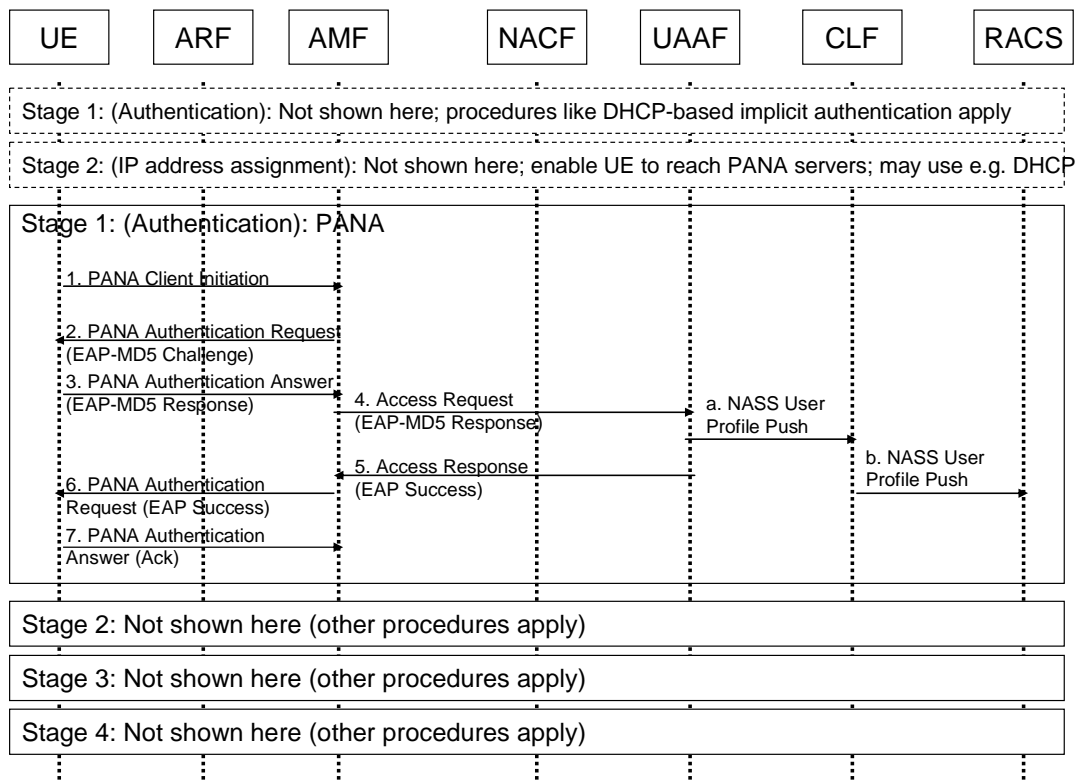 UE ARF AMF NACF UAAF CLF RACS
Stage 1: (Authentication): Not shown here; procedures like DHCP-based implicit authentication apply
Stage 2: (IP address assignment): Not shown here; enable UE to reach PANA servers; may use e.g. DHCP
Stage 1: (Authentication): PANA
1. PANA Client Initiation
2. PANA Authentication Request
(EAP-MD5 Challenge)
3. PANA Authentication Answer
(EAP-MD5 Response)
4. Access Request
(EAP-MD5 Response)
a. NASS User
Profile Push
5. Access Response
(EAP Success)
b. NASS User
Profile Push
6. PANA Authentication
Request (EAP Success)
7. PANA Authentication
Answer (Ack)
Stage 2: Not shown here (other procedures apply)
Stage 3: Not shown here (other procedures apply)
Stage 4: Not shown here (other procedures apply)